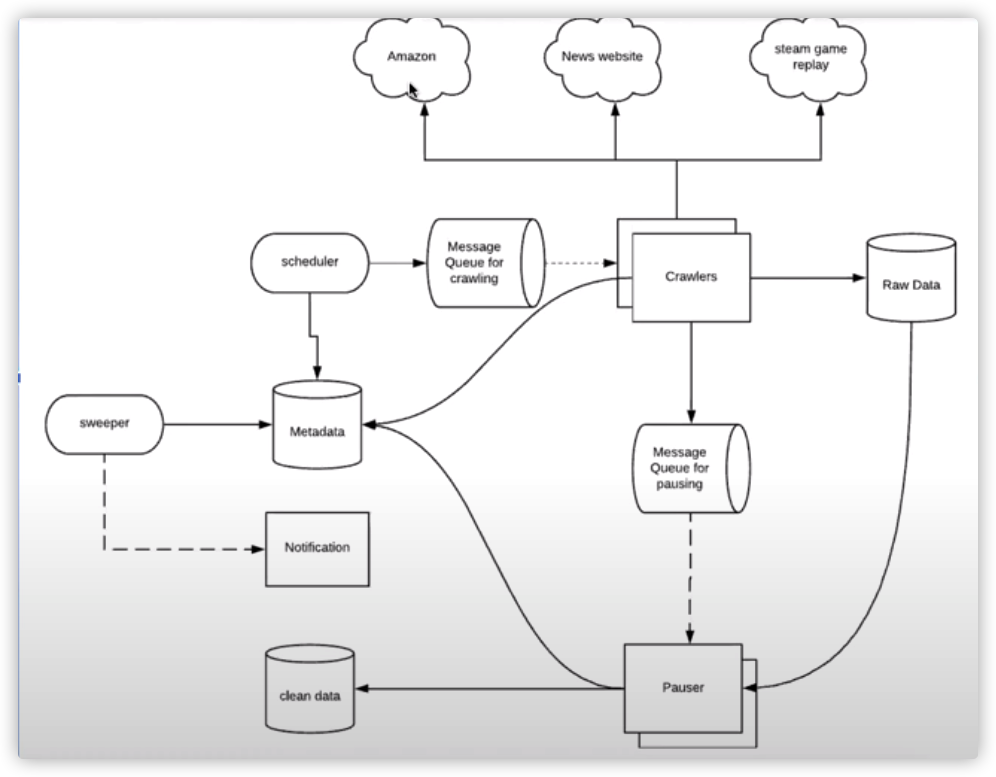 Amazon
News website
steam game
replay
scheduler
Message
Queue for
crawling
Crawlers
Raw Data
sweeper
Metadata
Message
Queue for
pausing
Notification
clean data
Pauser